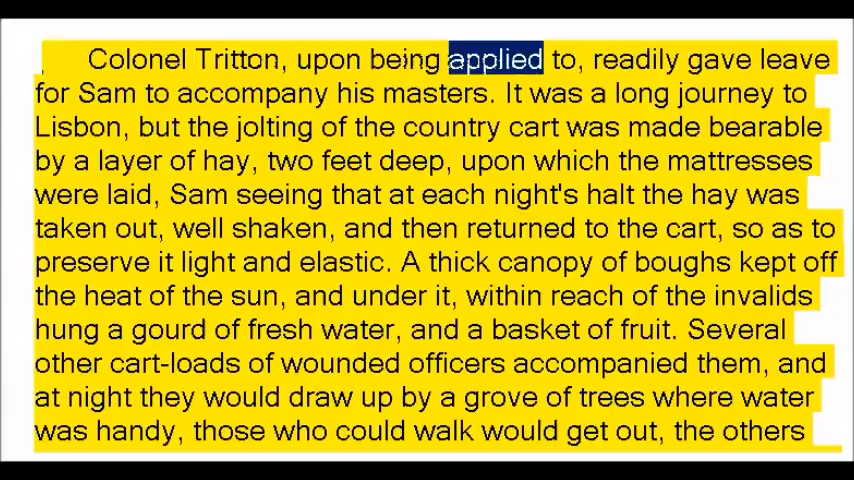 Colonel Tritton, upon being applied to, readily gave leave
for Sam to accompany his masters. It was a long journey to
Lisbon, but the jolting of the country cart was made bearable
by a layer of hay, two feet deep, upon which the mattresses
were laid, Sam seeing that at each night's halt the hay was
taken out, well shaken, and then returned to the cart, so as to
preserve it light and elastic. A thick canopy of boughs kept off
the heat of the sun, and under it, within reach of the invalids
hung a gourd of fresh water, and a basket of fruit. Several
other cart-loads of wounded officers accompanied them, and
at night they would draw up by a grove of trees where water
was handy, those who could walk would get out, the others